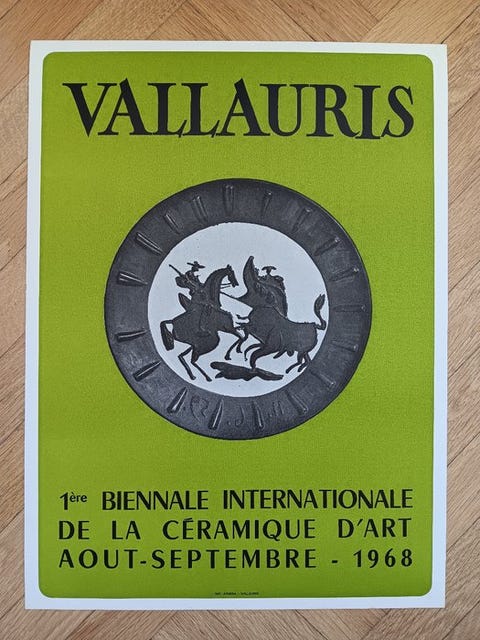 VALLAURIS
1ère BIENNALE INTERNATIONALE
DE LA CÉRAMIQUE D'ART
AOUT-SEPTEMBRE - 1968